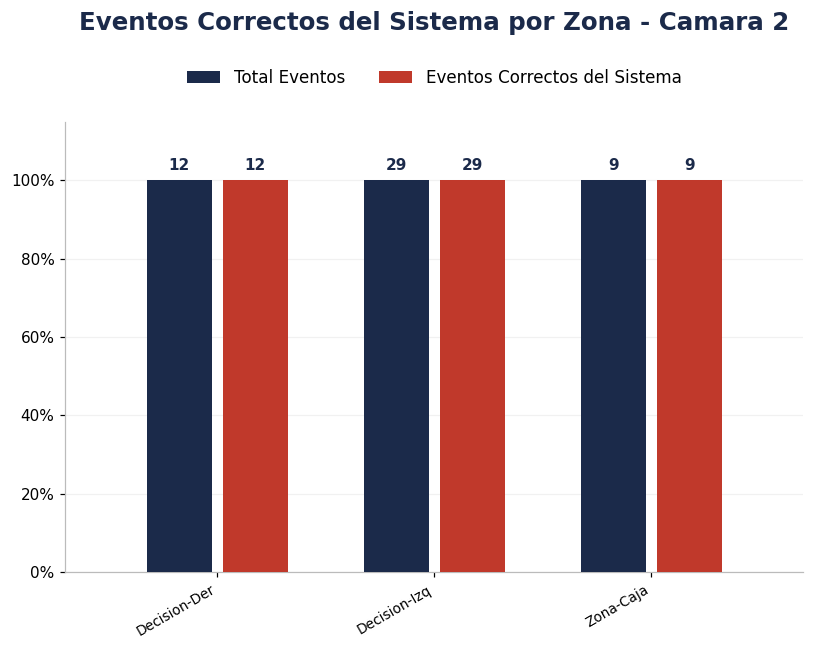 Eventos Correctos del Sistema por Zona - Camara 2
Total Eventos
Eventos Correctos del Sistema
12 12 29 29 9 9
100%
80%
60%
40%
20%
0%
Decision-Der
Decision-Izq
Zona-Caja